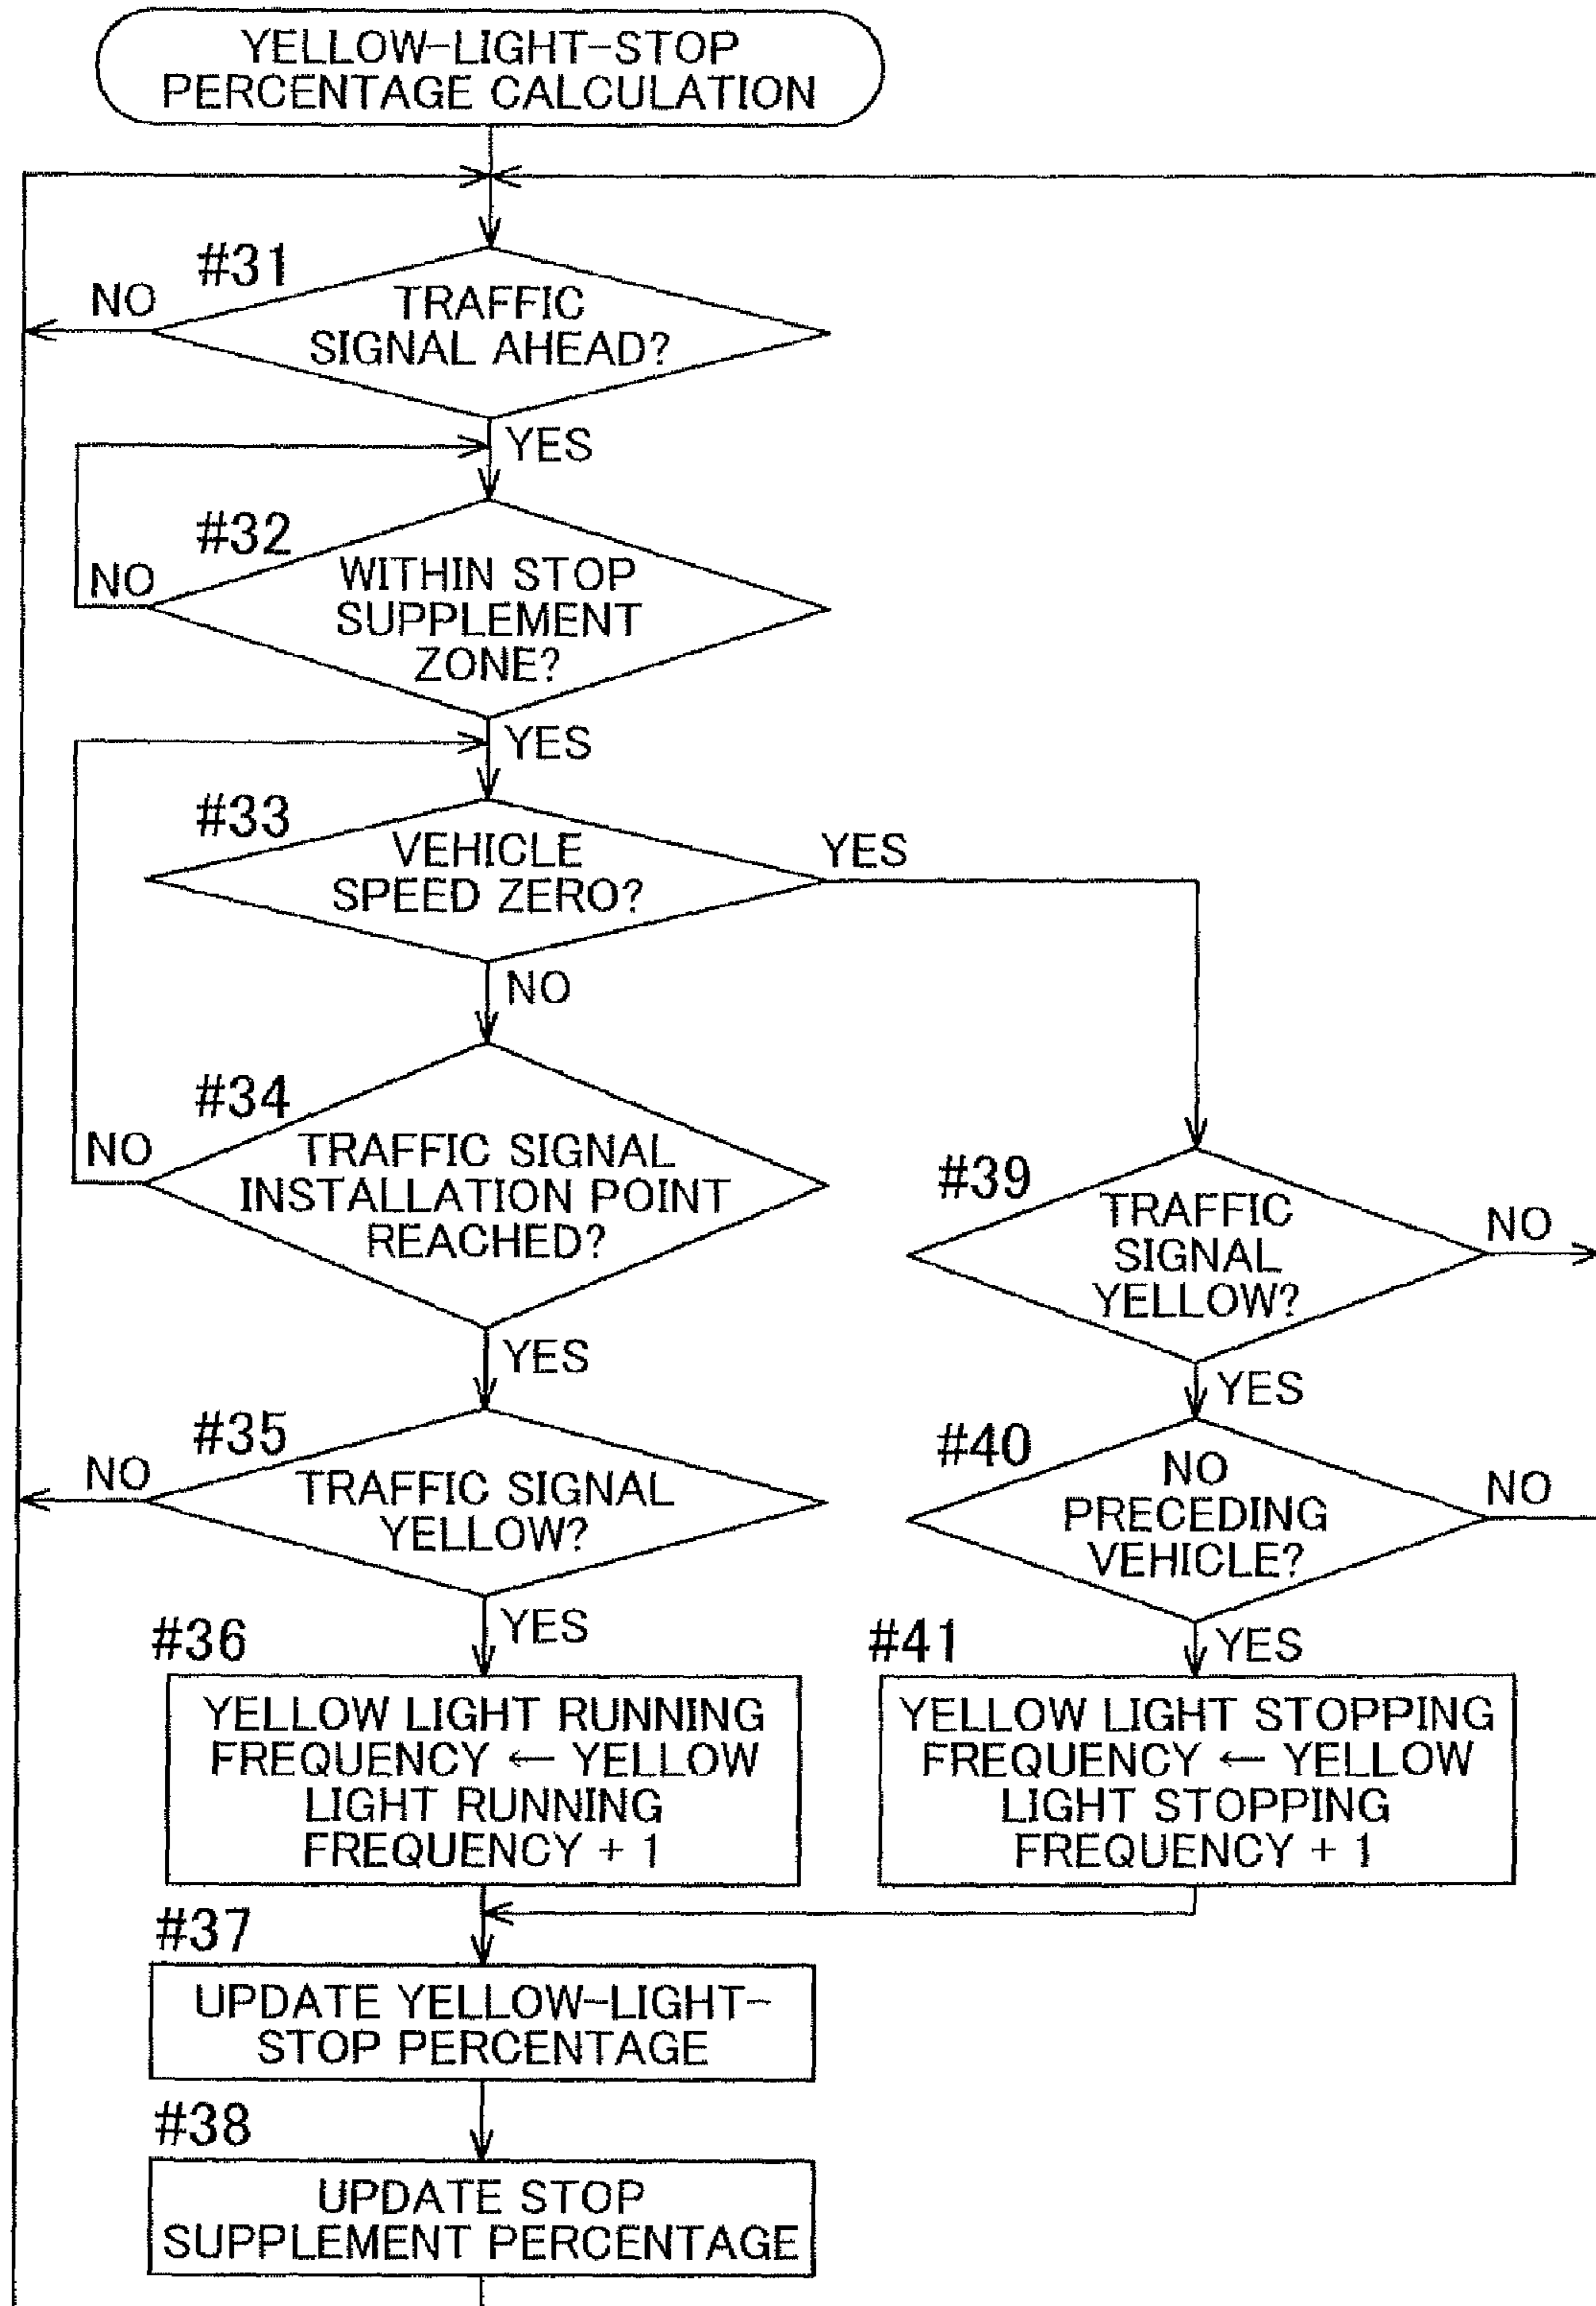 YELLOW-LIGHT-STOP
PERCENTAGE CALCULATION
#31
NO
TRAFFIC
SIGNAL AHEAD?
YES
#32
NO
WITHIN STOP
SUPPLEMENT
ZONE?
YES
#33
VEHICLE
SPEED ZERO?
YES
NO
#34
NO
TRAFFIC SIGNAL
INSTALLATION POINT
REACHED?
YES
#39
TRAFFIC
SIGNAL
YELLOW?
NO
YES
#35
NO
TRAFFIC SIGNAL
YELLOW?
YES
#40
NO
PRECEDING
VEHICLE?
NO
YES
#36
YELLOW LIGHT RUNNING
FREQUENCY ← YELLOW
LIGHT RUNNING
FREQUENCY + 1
#41
YELLOW LIGHT STOPPING
FREQUENCY ← YELLOW
LIGHT STOPPING
FREQUENCY + 1
#37
UPDATE YELLOW-LIGHT-
STOP PERCENTAGE
#38
UPDATE STOP
SUPPLEMENT PERCENTAGE